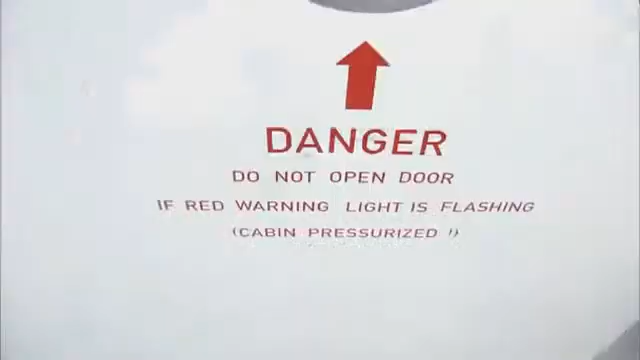 DANGER
DO NOT OPEN DOOR
IF RED WARNING LIGHT IS FLASHING
(CABIN PRESSURIZED !)